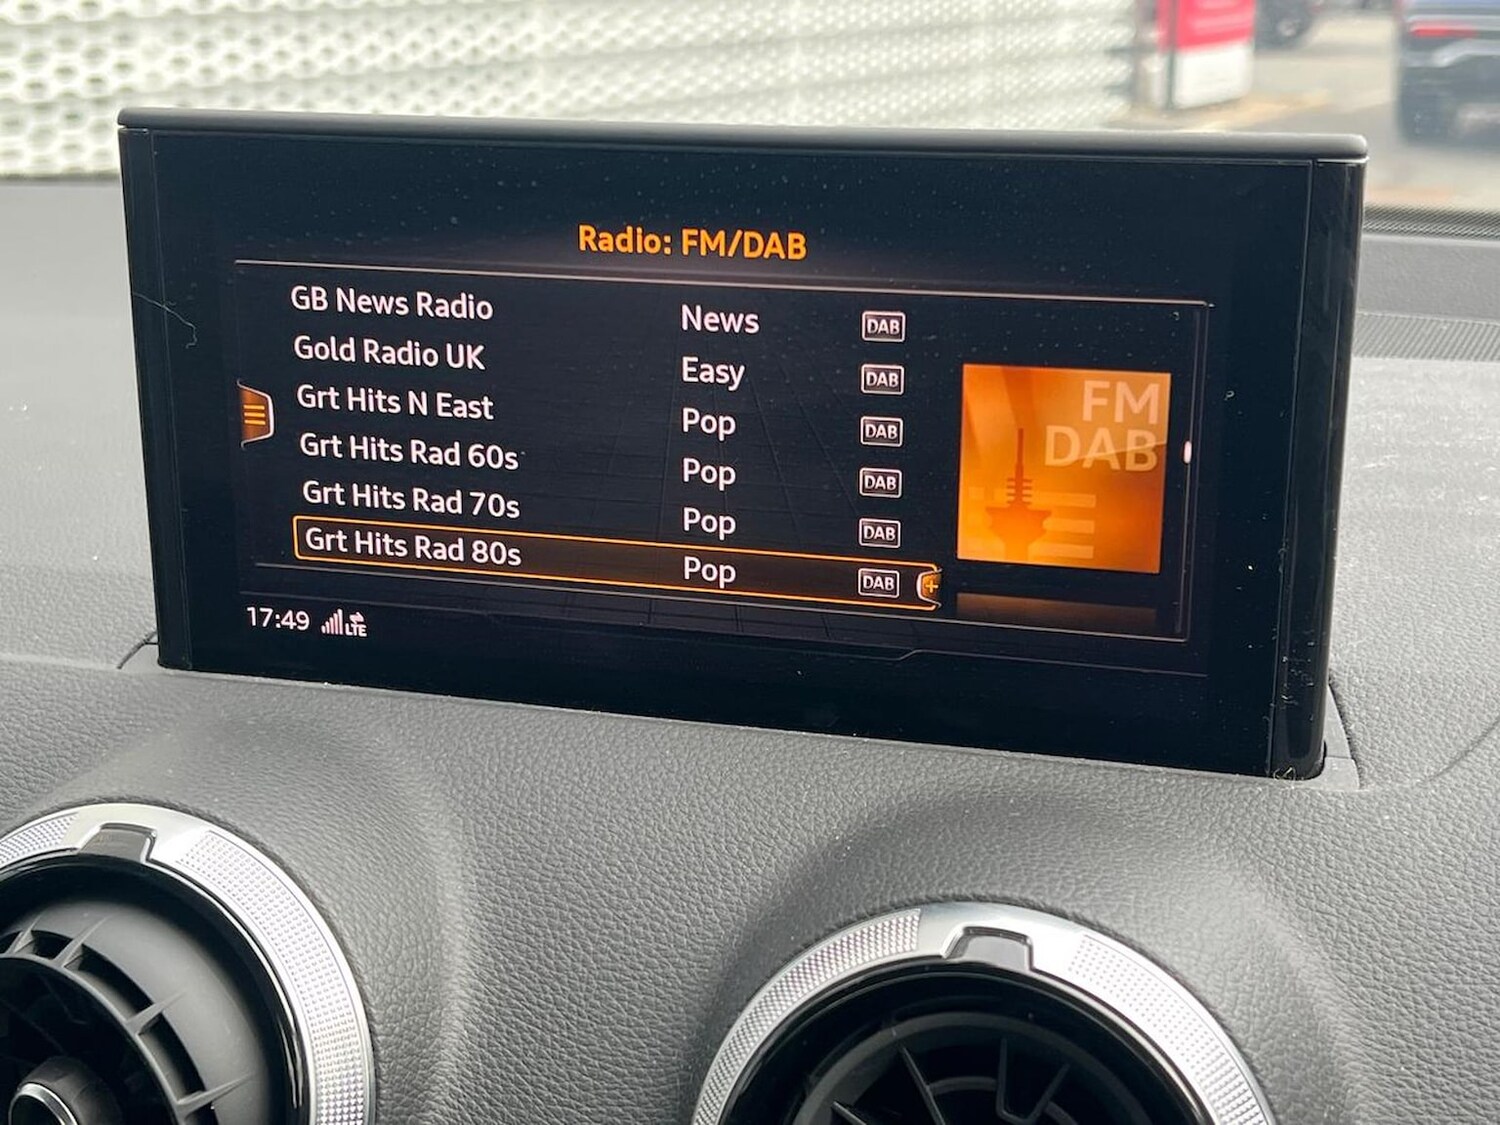 Radio: FM/DAB
GB News Radio News DAB
Gold Radio UK Easy DAB
Grt Hits N East Pop DAB
Grt Hits Rad 60s Pop DAB
Grt Hits Rad 70s Pop DAB
Grt Hits Rad 80s Pop DAB
FM
DAB
17:49 LTE